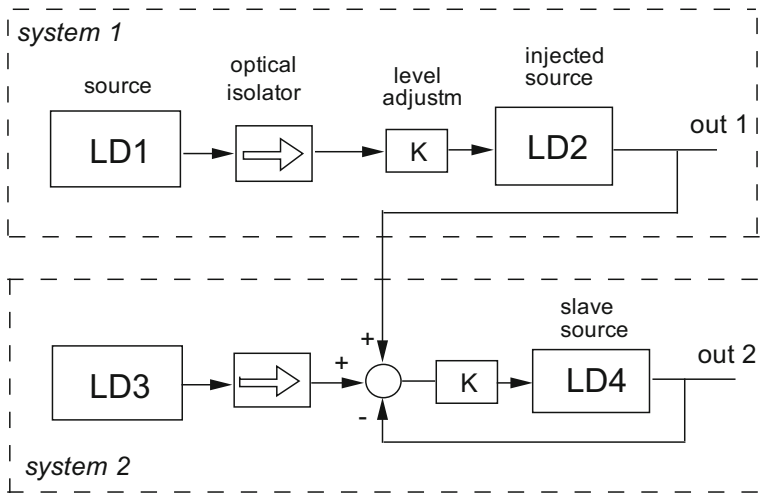 system 1
source
optical
isolator
level
adjustm
injected
source
LD1
K
LD2
out 1
slave
source
+
+
-
LD3
K
LD4
out 2
system 2